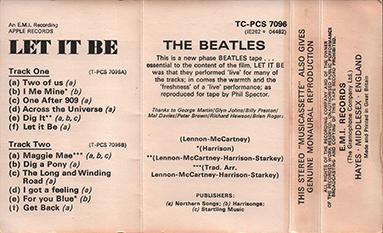 An E.M.I. Recording
APPLE RECORDS
LET IT BE
Track One (T-PCS 7096A)
(a) Two of us (a)
(b) I Me Mine* (b)
(c) One After 909 (a)
(d) Across the Universe (a)
(e) Dig It** (a, b, c)
(f) Let it Be (a)
Track Two (T-PCS 7096B)
(a) Maggie Mae*** (a, b, c)
(b) Dig a Pony (a)
(c) The Long and Winding
Road (a)
(d) I got a feeling (a)
(e) For you Blue* (b)
(f) Get Back (a)
TC-PCS 7096
(1E262 • 04482)
THE BEATLES
This is a new phase BEATLES tape . . .
essential to the content of the film, LET IT BE
was that they performed 'live' for many of
the tracks; in comes the warmth and the
'freshness' of a 'live' performance; as
reproduced for tape by Phil Spector.
Thanks to George Martin/Glyn Johns/Billy Preston/
Mal Davies/Peter Brown/Richard Hewson/Brian Rogers
(Lennon-McCartney)
*(Harrison)
**(Lennon-McCartney-Harrison-Starkey)
***(Trad. Arr.
Lennon-McCartney-Harrison-Starkey)
PUBLISHERS:
(a) Northern Songs; (b) Harrisongs;
(c) Startling Music
THIS STEREO "MUSICASSETTE" ALSO GIVES
GENUINE MONAURAL REPRODUCTION
E.M.I. RECORDS
(The Gramophone Company Ltd.)
HAYES · MIDDLESEX · ENGLAND
Made and Printed in Great Britain